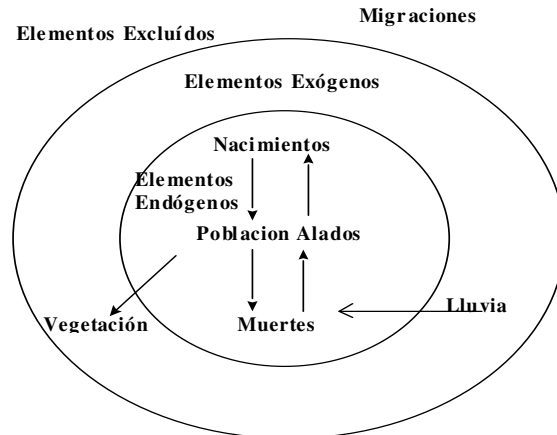 Migraciones
Elementos Excluídos
Elementos Exógenos
Nacimientos
Elementos
Endógenos
Poblacion Alados
Vegetación
Muertes
Lluvia